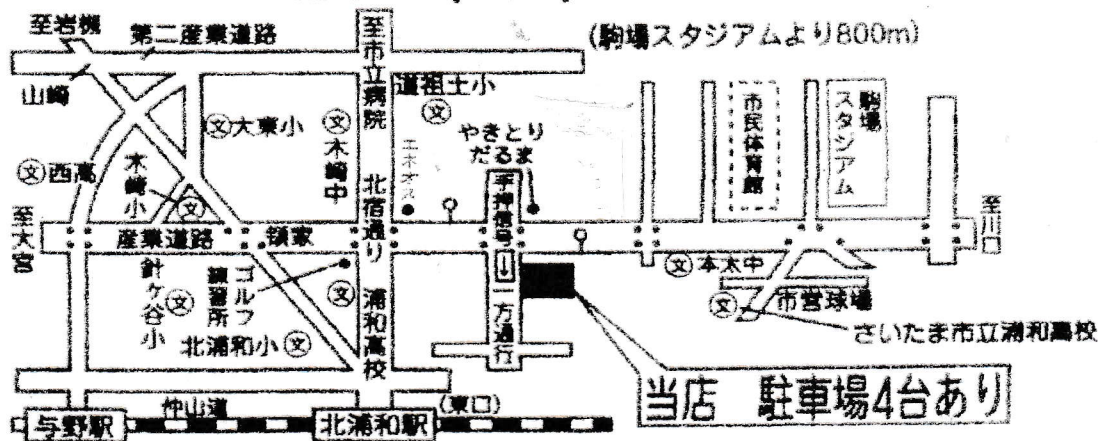 至岩槻
第二産業道路
至市立病院
(駒場スタジアムより800m)
山崎
道祖土小
文
文大東小
文
木崎中
エネオス
やきとり
だるま
市民体育館
駒場
スタジアム
文西高
木崎小
文
北宿通り
手押信号
至大宮
産業道路
領家
至川口
針ヶ谷小
文
ゴルフ
練習所
文
浦和高校
↓
一方通行
文本太中
市営球場
文
さいたま市立浦和高校
北浦和小文
当店 駐車場4台あり
仲山道
(東口)
与野駅
北浦和駅